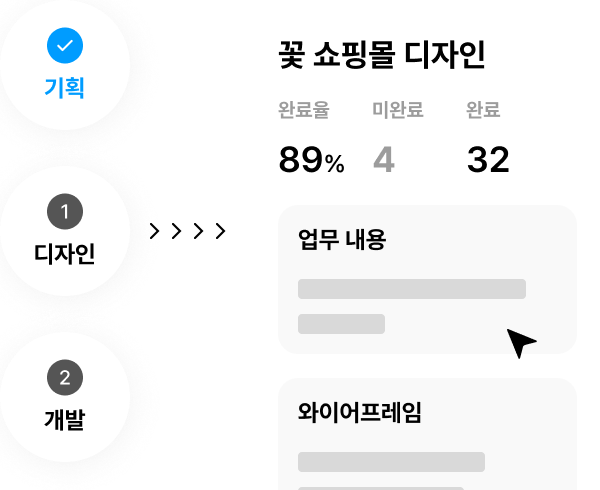 기획
1
디자인
2
개발
꽃 쇼핑몰 디자인
완료율 미완료 완료
89% 4 32
업무 내용
와이어프레임